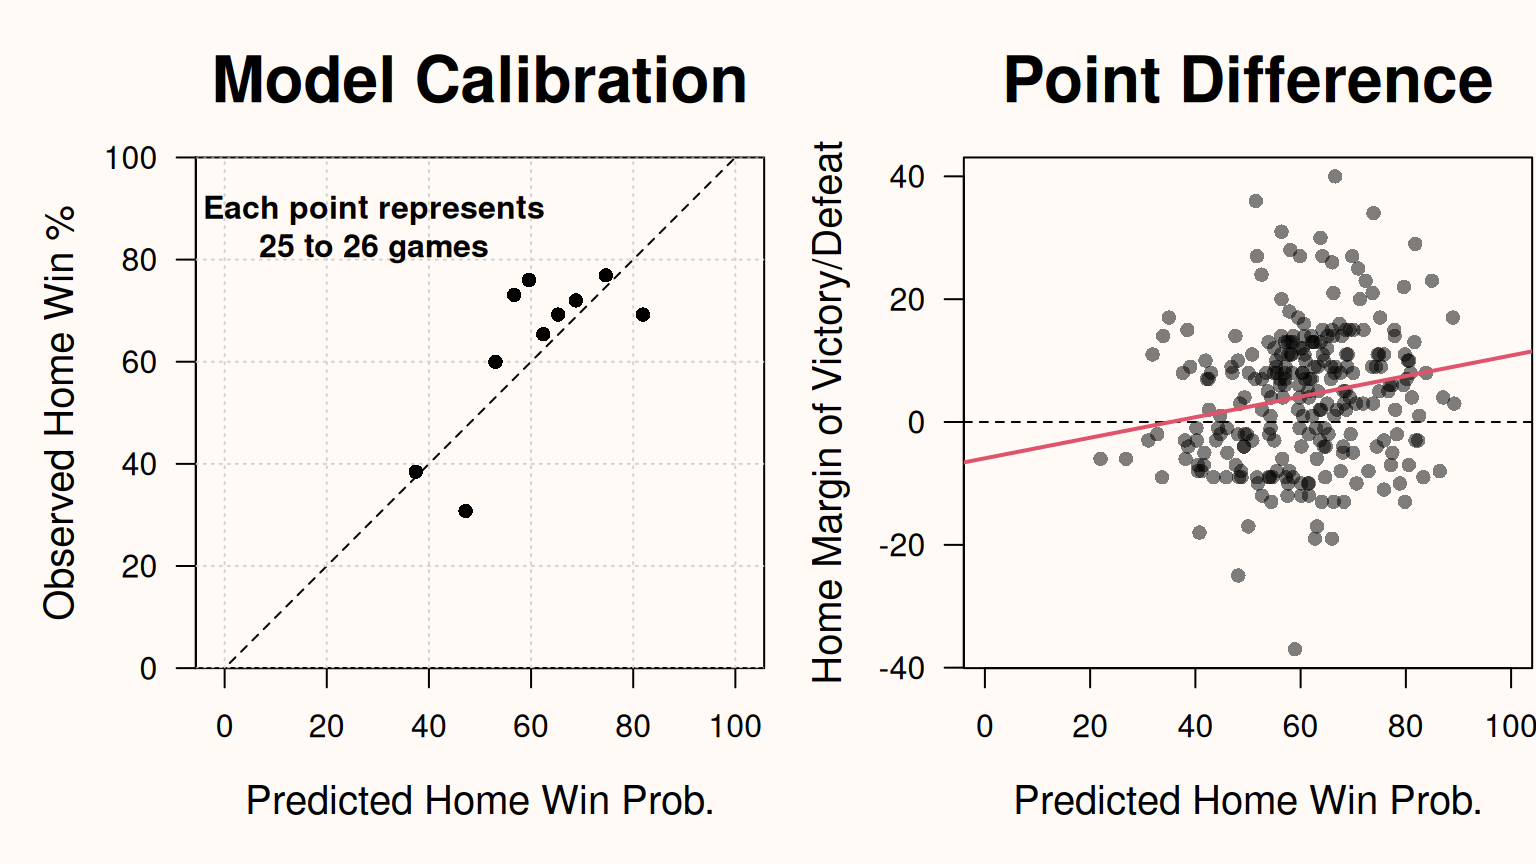 Model Calibration
Observed Home Win %
100
80
60
40
20
0
Each point represents
25 to 26 games
0 20 40 60 80 100
Predicted Home Win Prob.
Point Difference
Home Margin of Victory/Defeat
40
20
0
-20
-40
0 20 40 60 80 100
Predicted Home Win Prob.